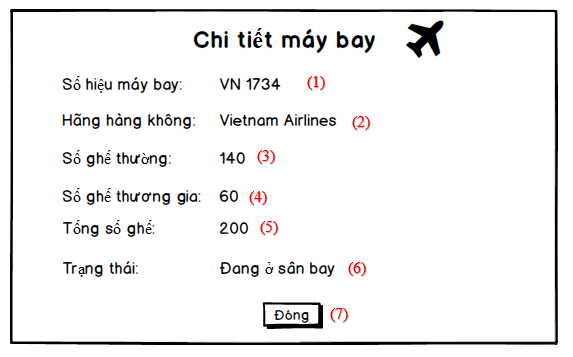 Chi tiết máy bay
Số hiệu máy bay: VN 1734 (1)
Hãng hàng không: Vietnam Airlines (2)
Số ghế thường: 140 (3)
Số ghế thương gia: 60 (4)
Tổng số ghế: 200 (5)
Trạng thái: Đang ở sân bay (6)
Đóng (7)